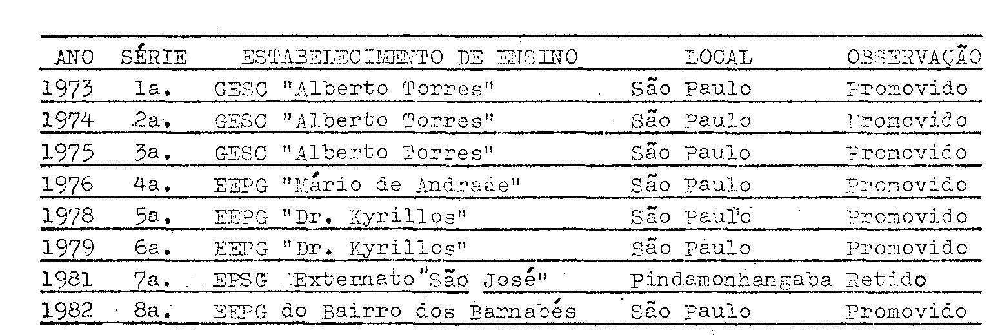 ANO SÉRIE ESTABELECIMENTO DE ENSINO LOCAL OBSERVAÇÃO
1973 1a. GESC "Alberto Torres" São Paulo Promovido
1974 2a. GESC "Alberto Torres" São Paulo Promovido
1975 3a. GESC "Alberto Torres" São Paulo Promovido
1976 4a. EEPG "Mário de Andrade" São Paulo Promovido
1978 5a. EEPG "Dr. Kyrillos" São Paulo Promovido
1979 6a. EEPG "Dr. Kyrillos" São Paulo Promovido
1981 7a. EPSG Externato "São José" Pindamonhangaba Retido
1982 8a. EEPG do Bairro dos Barnabés São Paulo Promovido